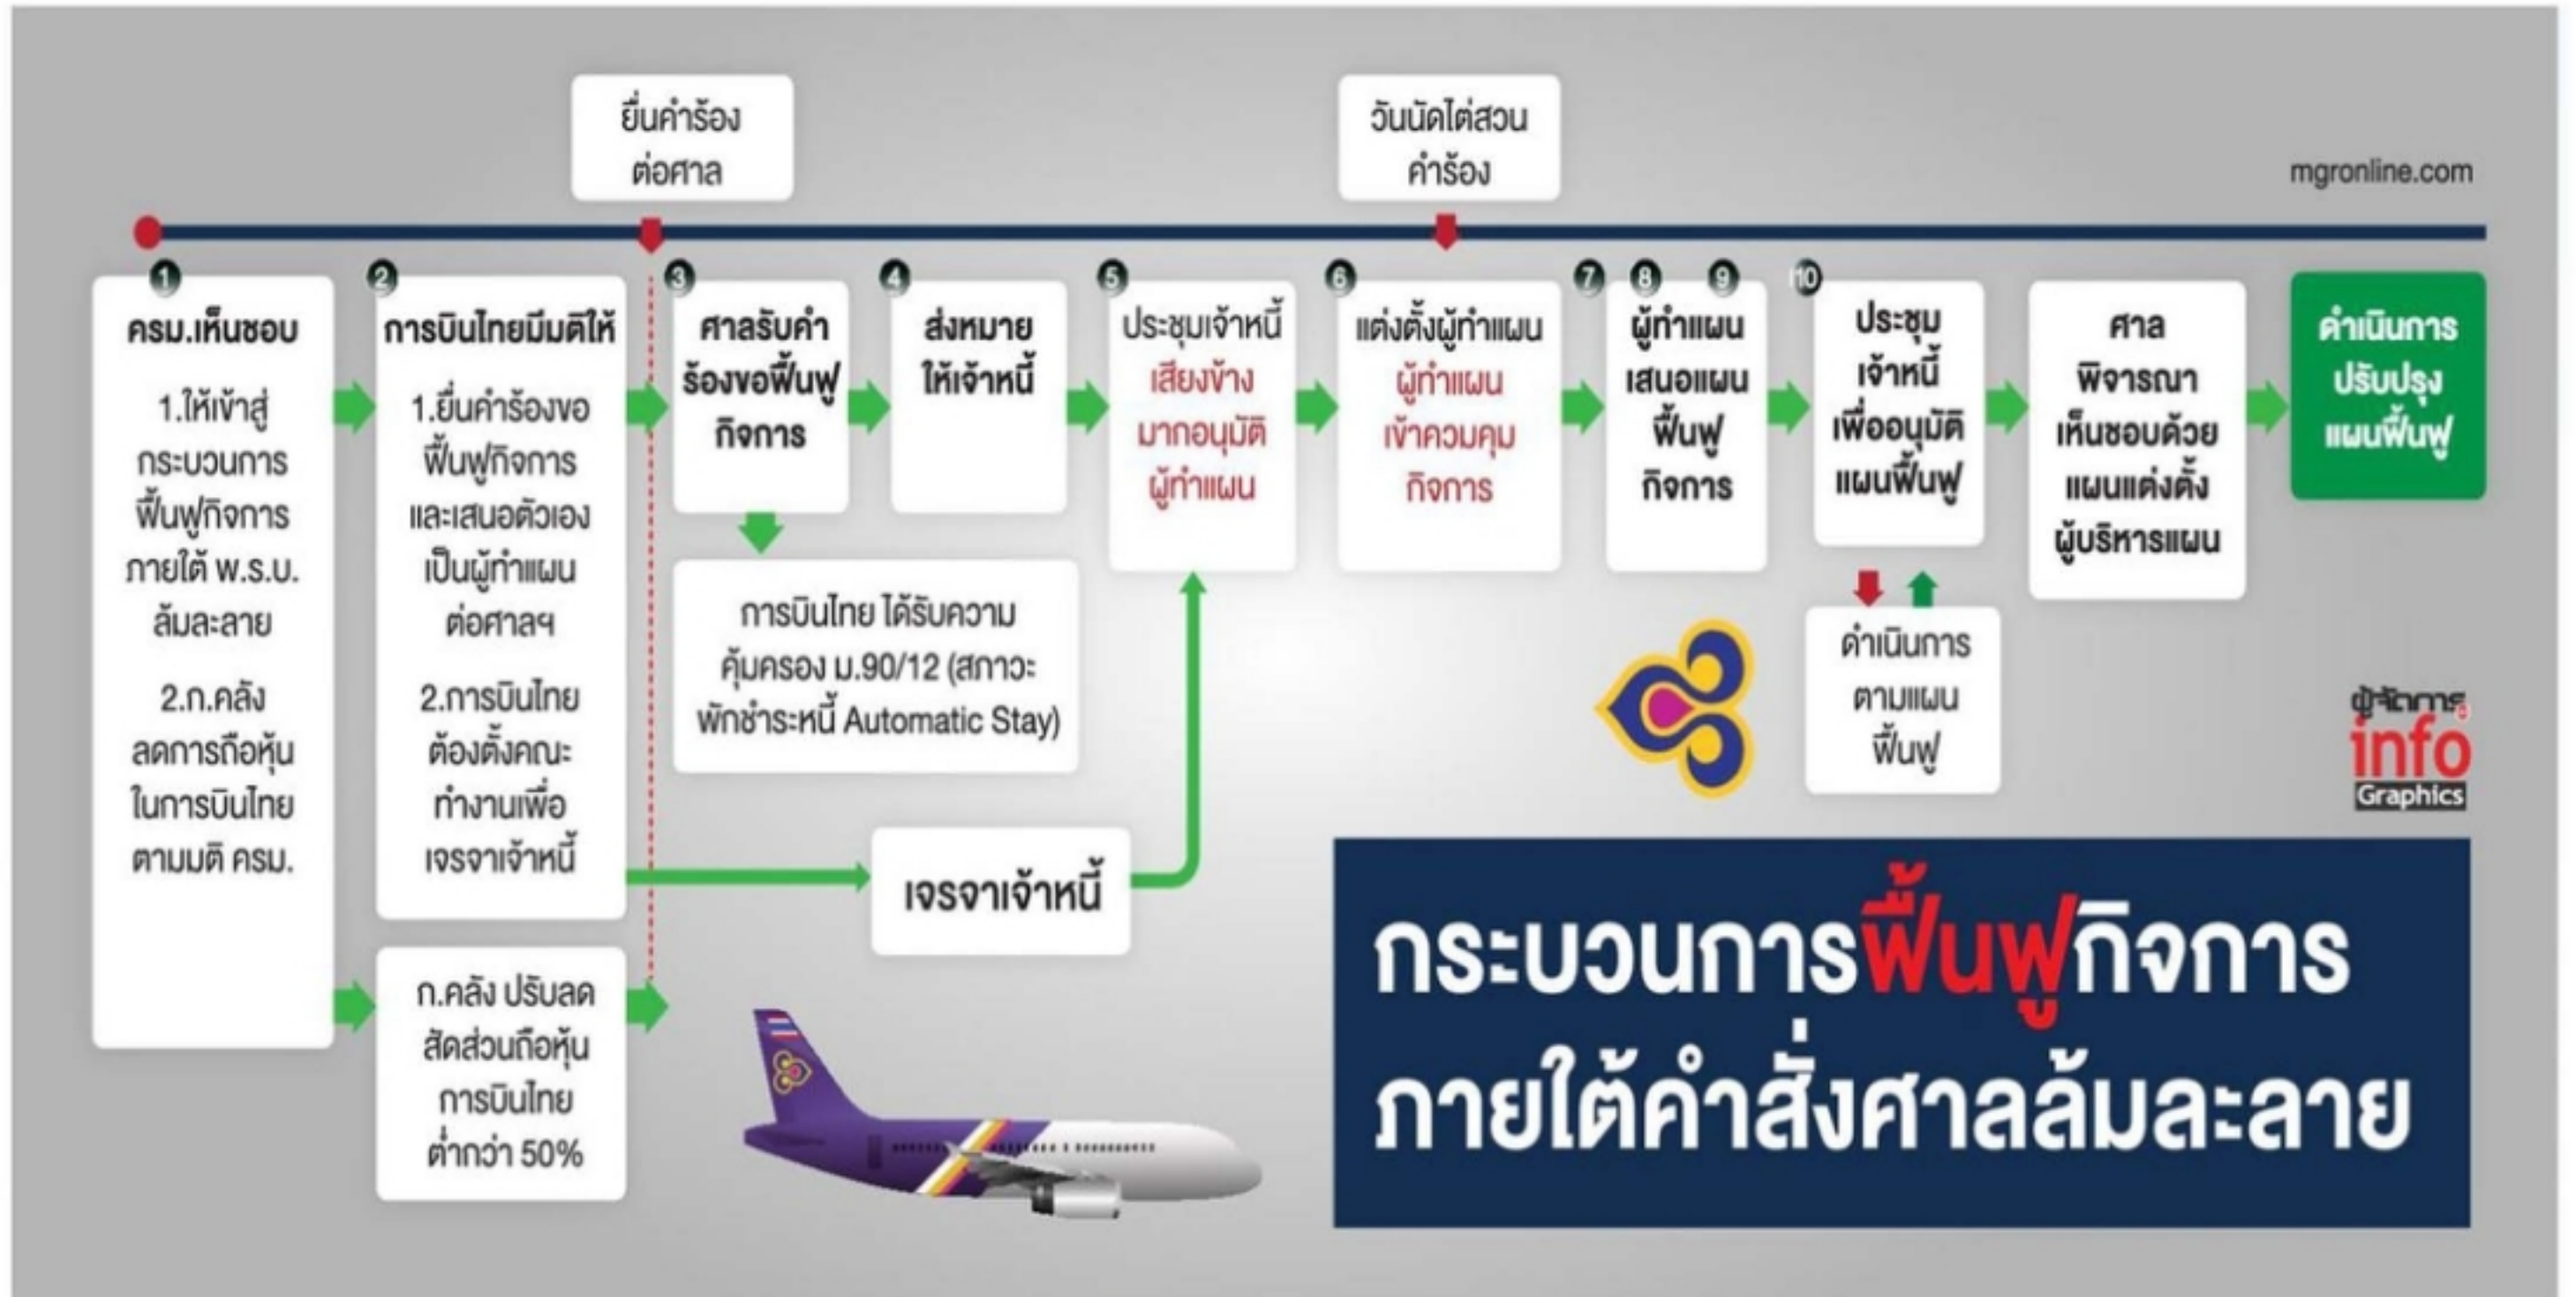 ยื่นคำร้อง
ต่อศาล
วันนัดไต่สวน
คำร้อง
mgronline.com
1
ครม.เห็นชอบ
1.ให้เข้าสู่
กระบวนการ
ฟื้นฟูกิจการ
ภายใต้ พ.ร.บ.
ล้มละลาย
2.ก.คลัง
ลดการถือหุ้น
ในการบินไทย
ตามมติ ครม.
2
การบินไทยมีมติให้
1.ยื่นคำร้องขอ
ฟื้นฟูกิจการ
และเสนอตัวเอง
เป็นผู้ทำแผน
ต่อศาลฯ
2.การบินไทย
ต้องตั้งคณะ
ทำงานเพื่อ
เจรจาเจ้าหนี้
ก.คลัง ปรับลด
สัดส่วนถือหุ้น
การบินไทย
ต่ำกว่า 50%
3
ศาลรับคำ
ร้องขอฟื้นฟู
กิจการ
การบินไทย ได้รับความ
คุ้มครอง ม.90/12 (สภาวะ
พักชำระหนี้ Automatic Stay)
4
ส่งหมาย
ให้เจ้าหนี้
เจรจาเจ้าหนี้
5
ประชุมเจ้าหนี้
เสียงข้าง
มากอนุมัติ
ผู้ทำแผน
6
แต่งตั้งผู้ทำแผน
ผู้ทำแผน
เข้าควมคุม
กิจการ
7 8 9
ผู้ทำแผน
เสนอแผน
ฟื้นฟู
กิจการ
10
ประชุม
เจ้าหนี้
เพื่ออนุมัติ
แผนฟื้นฟู
ดำเนินการ
ตามแผน
ฟื้นฟู
ศาล
พิจารณา
เห็นชอบด้วย
แผนแต่งตั้ง
ผู้บริหารแผน
ดำเนินการ
ปรับปรุง
แผนฟื้นฟู
ผู้จัดการ
info
Graphics
กระบวนการฟื้นฟูกิจการ
ภายใต้คำสั่งศาลล้มละลาย